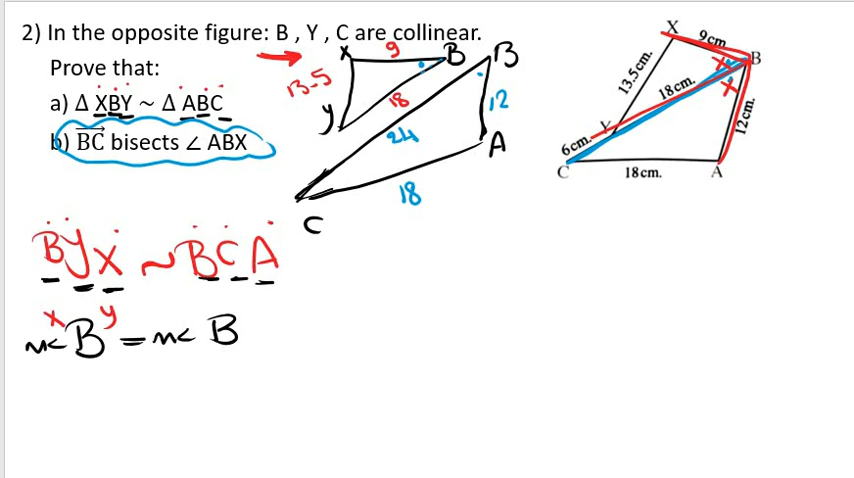 2) In the opposite figure: B , Y , C are collinear.
Prove that:
a) Δ XBY ~ Δ ABC
b) BC bisects ∠ ABX
X 9 B
13-5 18
y
B
12
24
A
18
C
X 9cm. B
13.5cm. 18cm.
Y 12cm.
6cm.
C 18cm. A
BYX ~ BCA
m< XBY = m< B